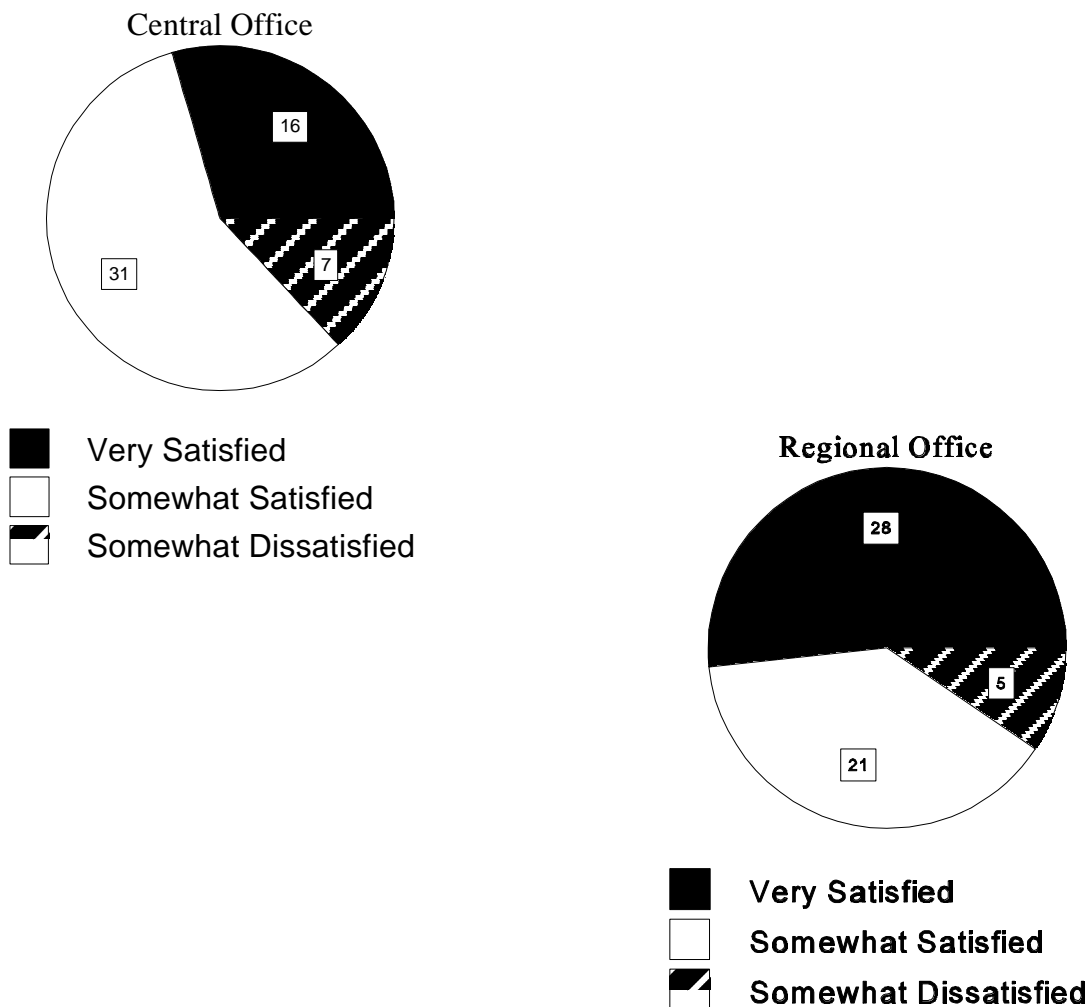 Central Office
16
31
7
Very Satisfied
Somewhat Satisfied
Somewhat Dissatisfied
Regional Office
28
5
21
Very Satisfied
Somewhat Satisfied
Somewhat Dissatisfied